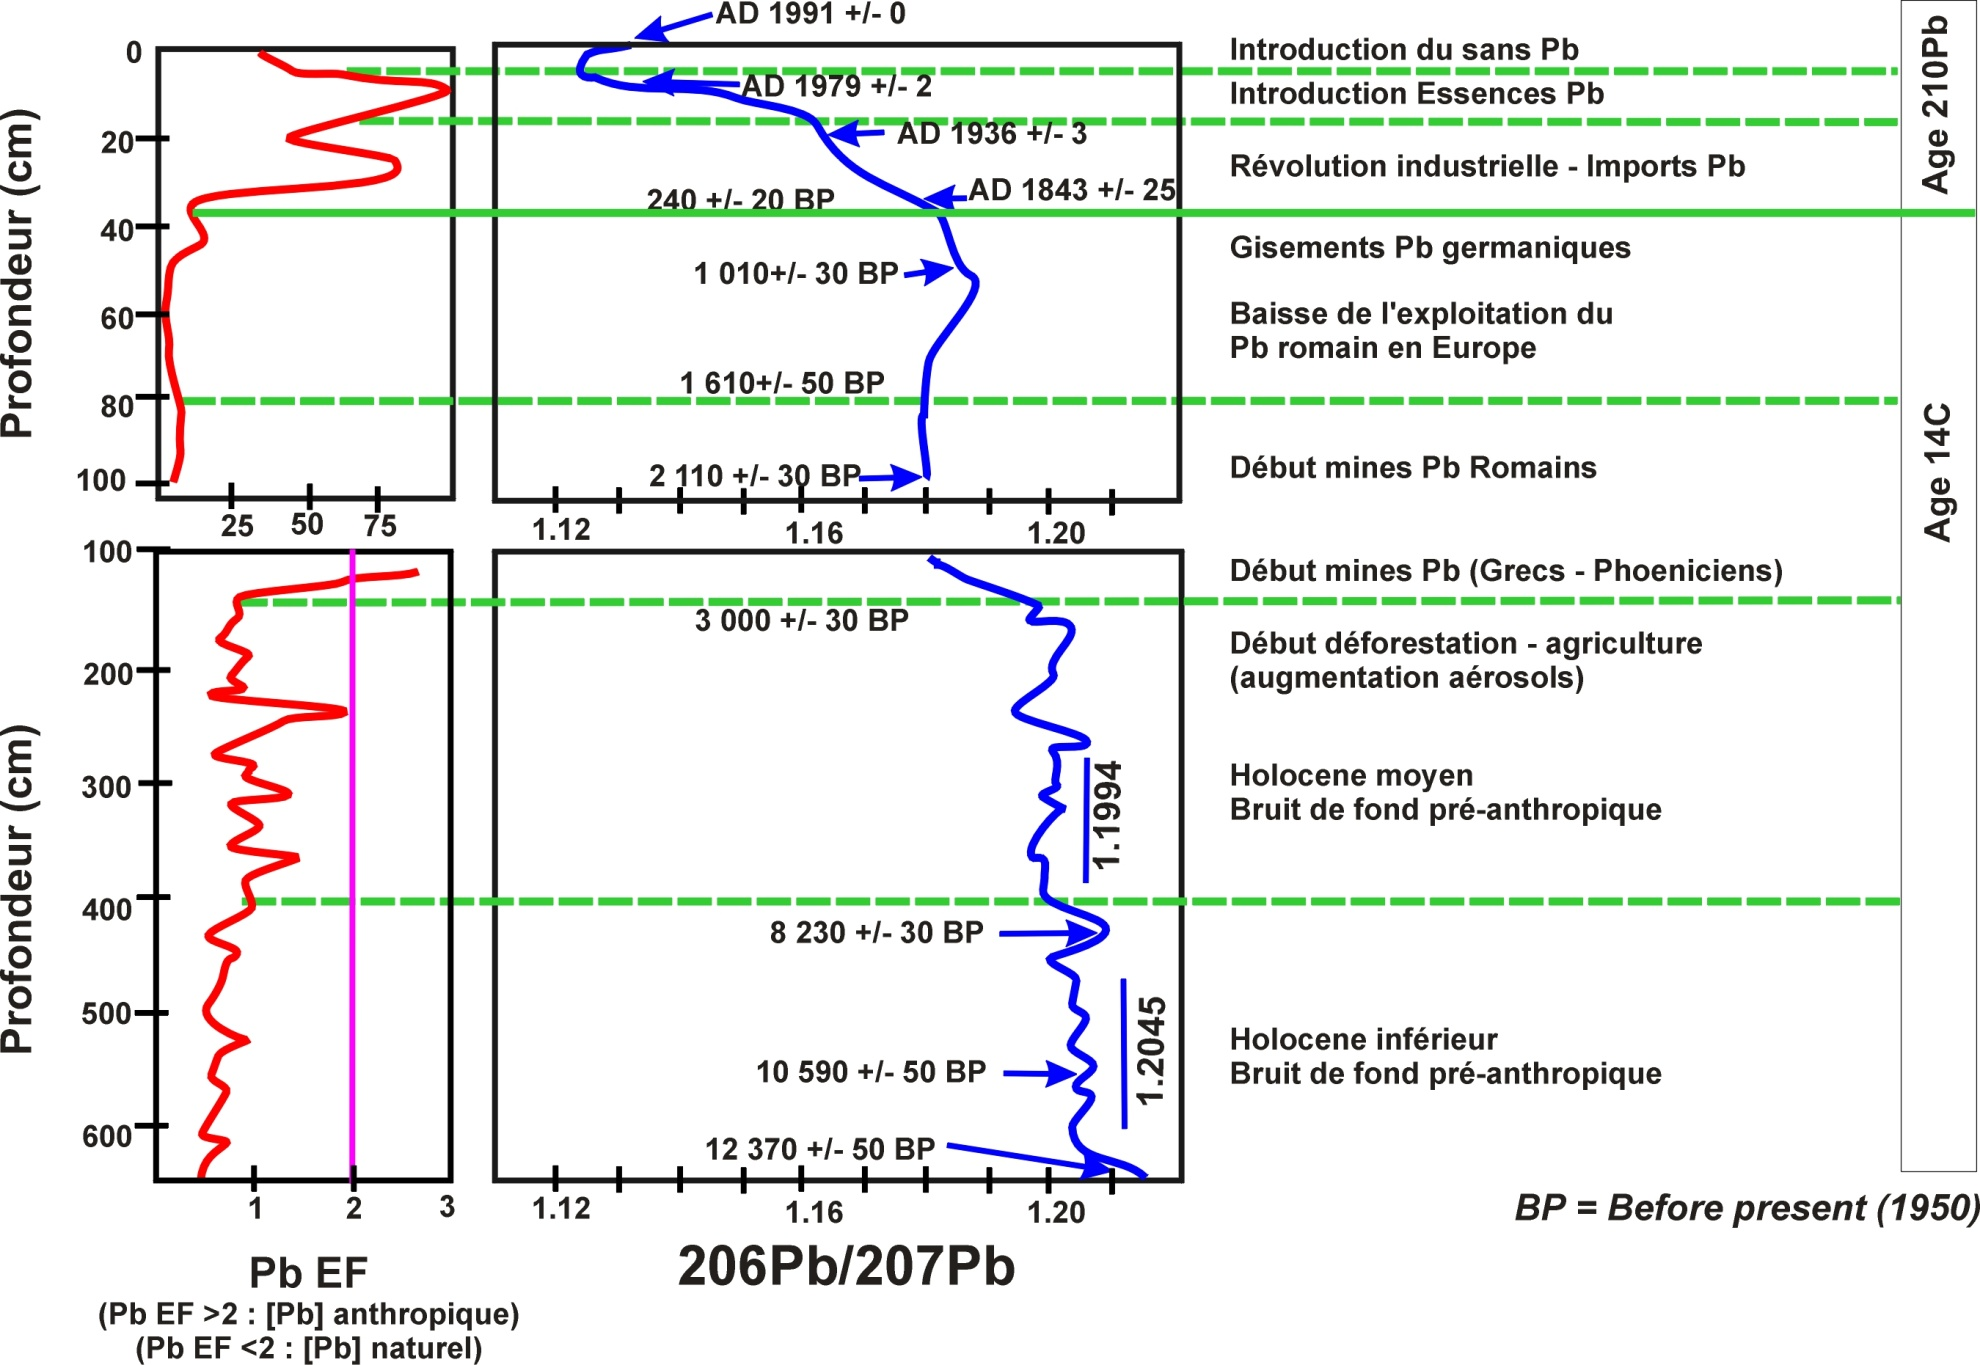 AD 1991 +/- 0
0
Introduction du sans Pb
AD 1979 +/- 2
Introduction Essences Pb
20
AD 1936 +/- 3
Révolution industrielle - Imports Pb
240 +/- 20 BP
AD 1843 +/- 25
40
Gisements Pb germaniques
1 010+/- 30 BP
60
Baisse de l'exploitation du
Pb romain en Europe
1 610+/- 50 BP
80
2 110 +/- 30 BP
Début mines Pb Romains
100
Profondeur (cm)
Age 210Pb
25 50 75
1.12 1.16 1.20
Age 14C
100
Début mines Pb (Grecs - Phoeniciens)
3 000 +/- 30 BP
Début déforestation - agriculture
(augmentation aérosols)
200
300
Holocene moyen
Bruit de fond pré-anthropique
1.1994
400
8 230 +/- 30 BP
500
Holocene inférieur
Bruit de fond pré-anthropique
10 590 +/- 50 BP
1.2045
600
12 370 +/- 50 BP
Profondeur (cm)
1 2 3
1.12 1.16 1.20
BP = Before present (1950)
Pb EF
206Pb/207Pb
(Pb EF >2 : [Pb] anthropique)
(Pb EF <2 : [Pb] naturel)